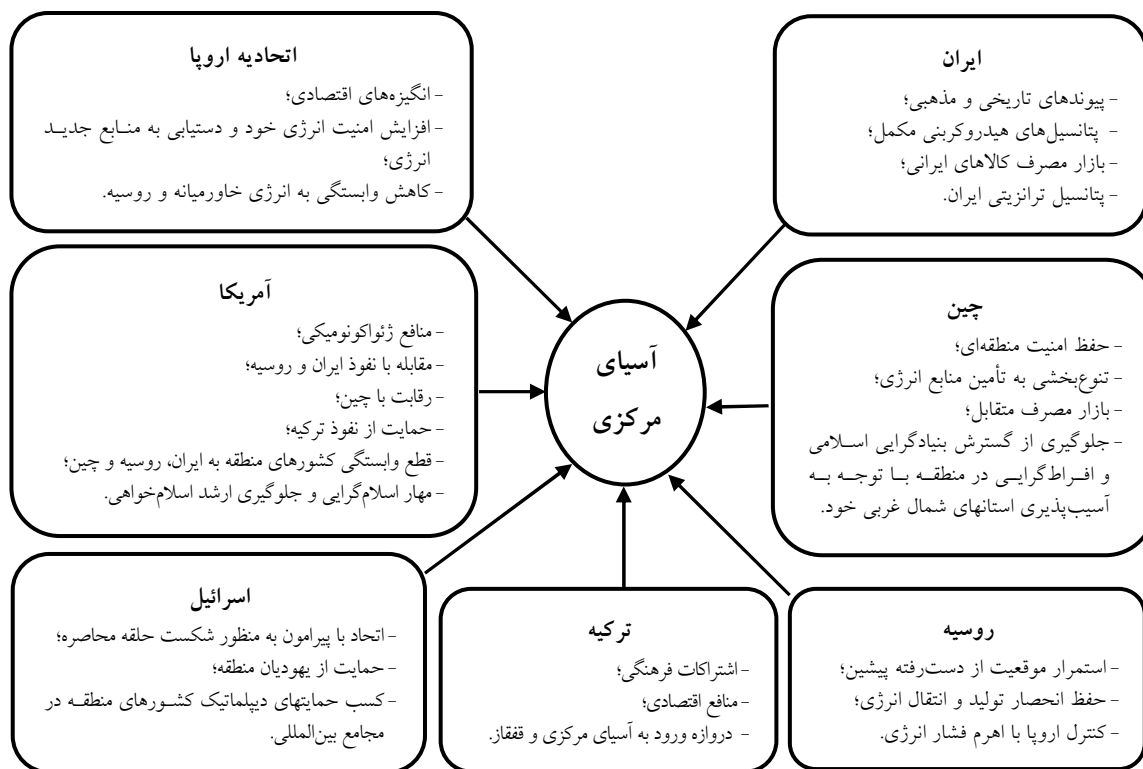 ایران
- پیوندهای تاریخی و مذهبی؛
- پتانسیل‌های هیدروکربنی مکمل؛
- بازار مصرف کالاهای ایرانی؛
- پتانسیل ترانزیتی ایران.
اتحادیه اروپا
- انگیزه‌های اقتصادی؛
- افزایش امنیت انرژی خود و دستیابی به منابع جدید
انرژی؛
- کاهش وابستگی به انرژی خاورمیانه و روسیه.
چین
- حفظ امنیت منطقه‌ای؛
- تنوع‌بخشی به تأمین منابع انرژی؛
- بازار مصرف متقابل؛
- جلوگیری از گسترش بنیادگرایی اسلامی
و افراط‌گرایی در منطقه با توجه به
آسیب‌پذیری استانهای شمال غربی خود.
آسیای
مرکزی
آمریکا
- منافع ژئواکونومیکی؛
- مقابله با نفوذ ایران و روسیه؛
- رقابت با چین؛
- حمایت از نفوذ ترکیه؛
- قطع وابستگی کشورهای منطقه به ایران، روسیه و چین؛
- مهار اسلام‌گرایی و جلوگیری ارشد اسلام‌خواهی.
روسیه
- استمرار موقعیت از دست‌رفته پیشین؛
- حفظ انحصار تولید و انتقال انرژی؛
- کنترل اروپا با اهرم فشار انرژی.
ترکیه
- اشتراکات فرهنگی؛
- منافع اقتصادی؛
- دروازه ورود به آسیای مرکزی و قفقاز.
اسرائیل
- اتحاد با پیرامون به منظور شکست حلقه محاصره؛
- حمایت از یهودیان منطقه؛
- کسب حمایتهای دیپلماتیک کشورهای منطقه در
مجامع بین‌المللی.